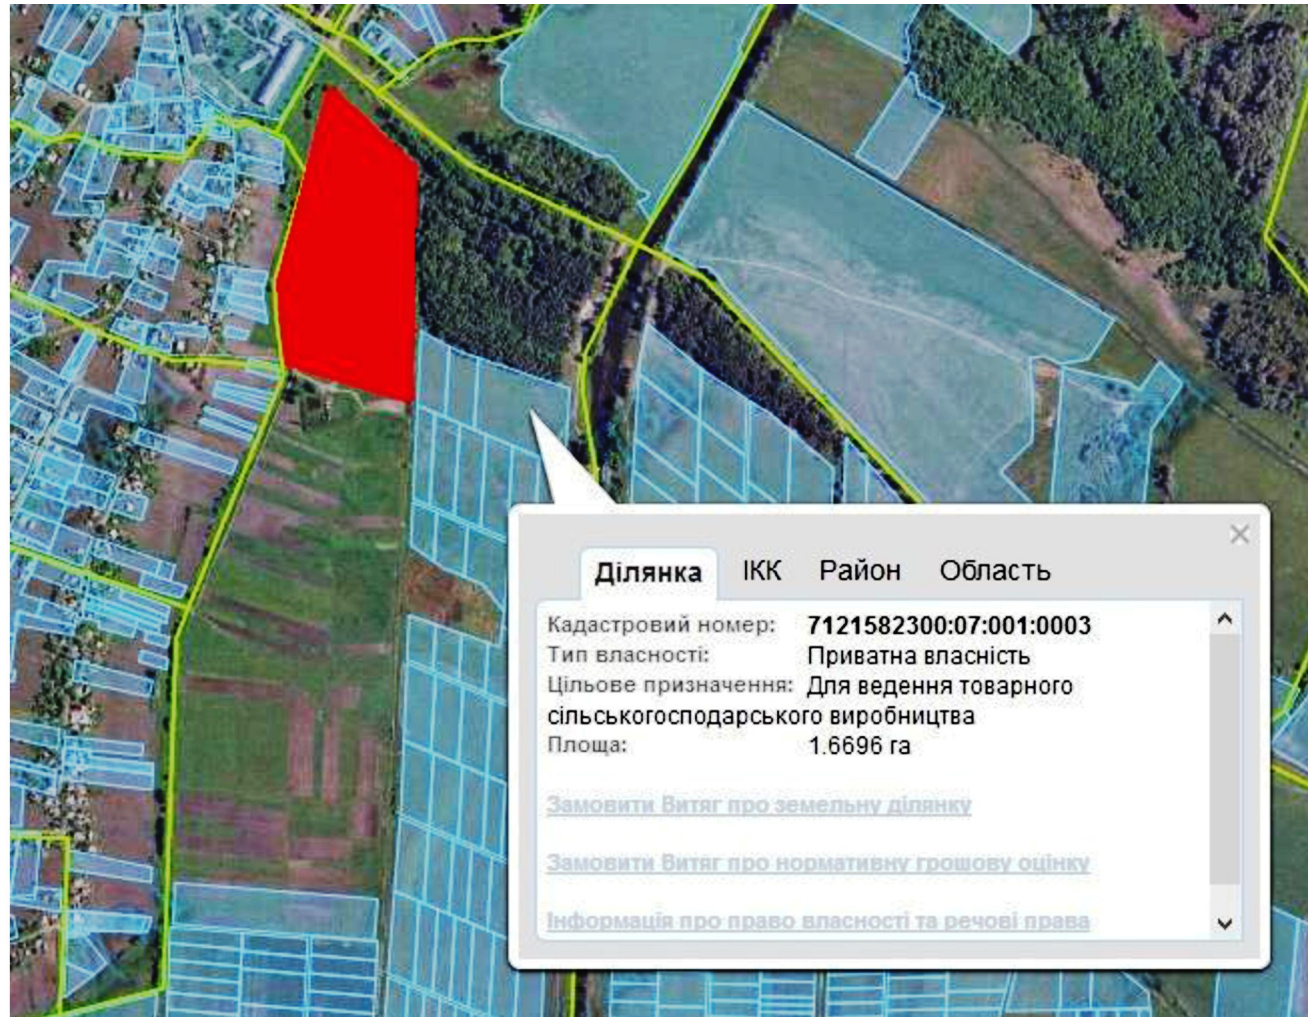 Ділянка ІКК Район Область
Кадастровий номер: 7121582300:07:001:0003
Тип власності: Приватна власність
Цільове призначення: Для ведення товарного
сільськогосподарського виробництва
Площа: 1.6696 га
Замовити Витяг про земельну ділянку
Замовити Витяг про нормативну грошову оцінку
Інформація про право власності та речові права